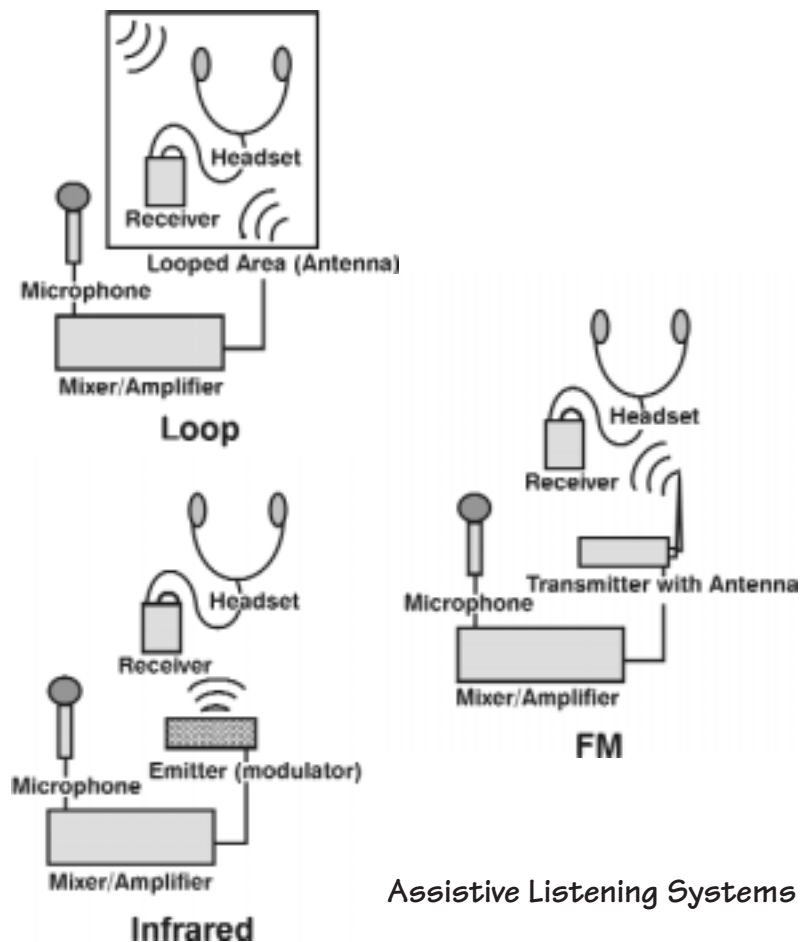 Headset
Receiver
Looped Area (Antenna)
Microphone
Mixer/Amplifier
Loop
Headset
Receiver
Transmitter with Antenna
Microphone
Mixer/Amplifier
FM
Headset
Receiver
Emitter (modulator)
Microphone
Mixer/Amplifier
Infrared
Assistive Listening Systems